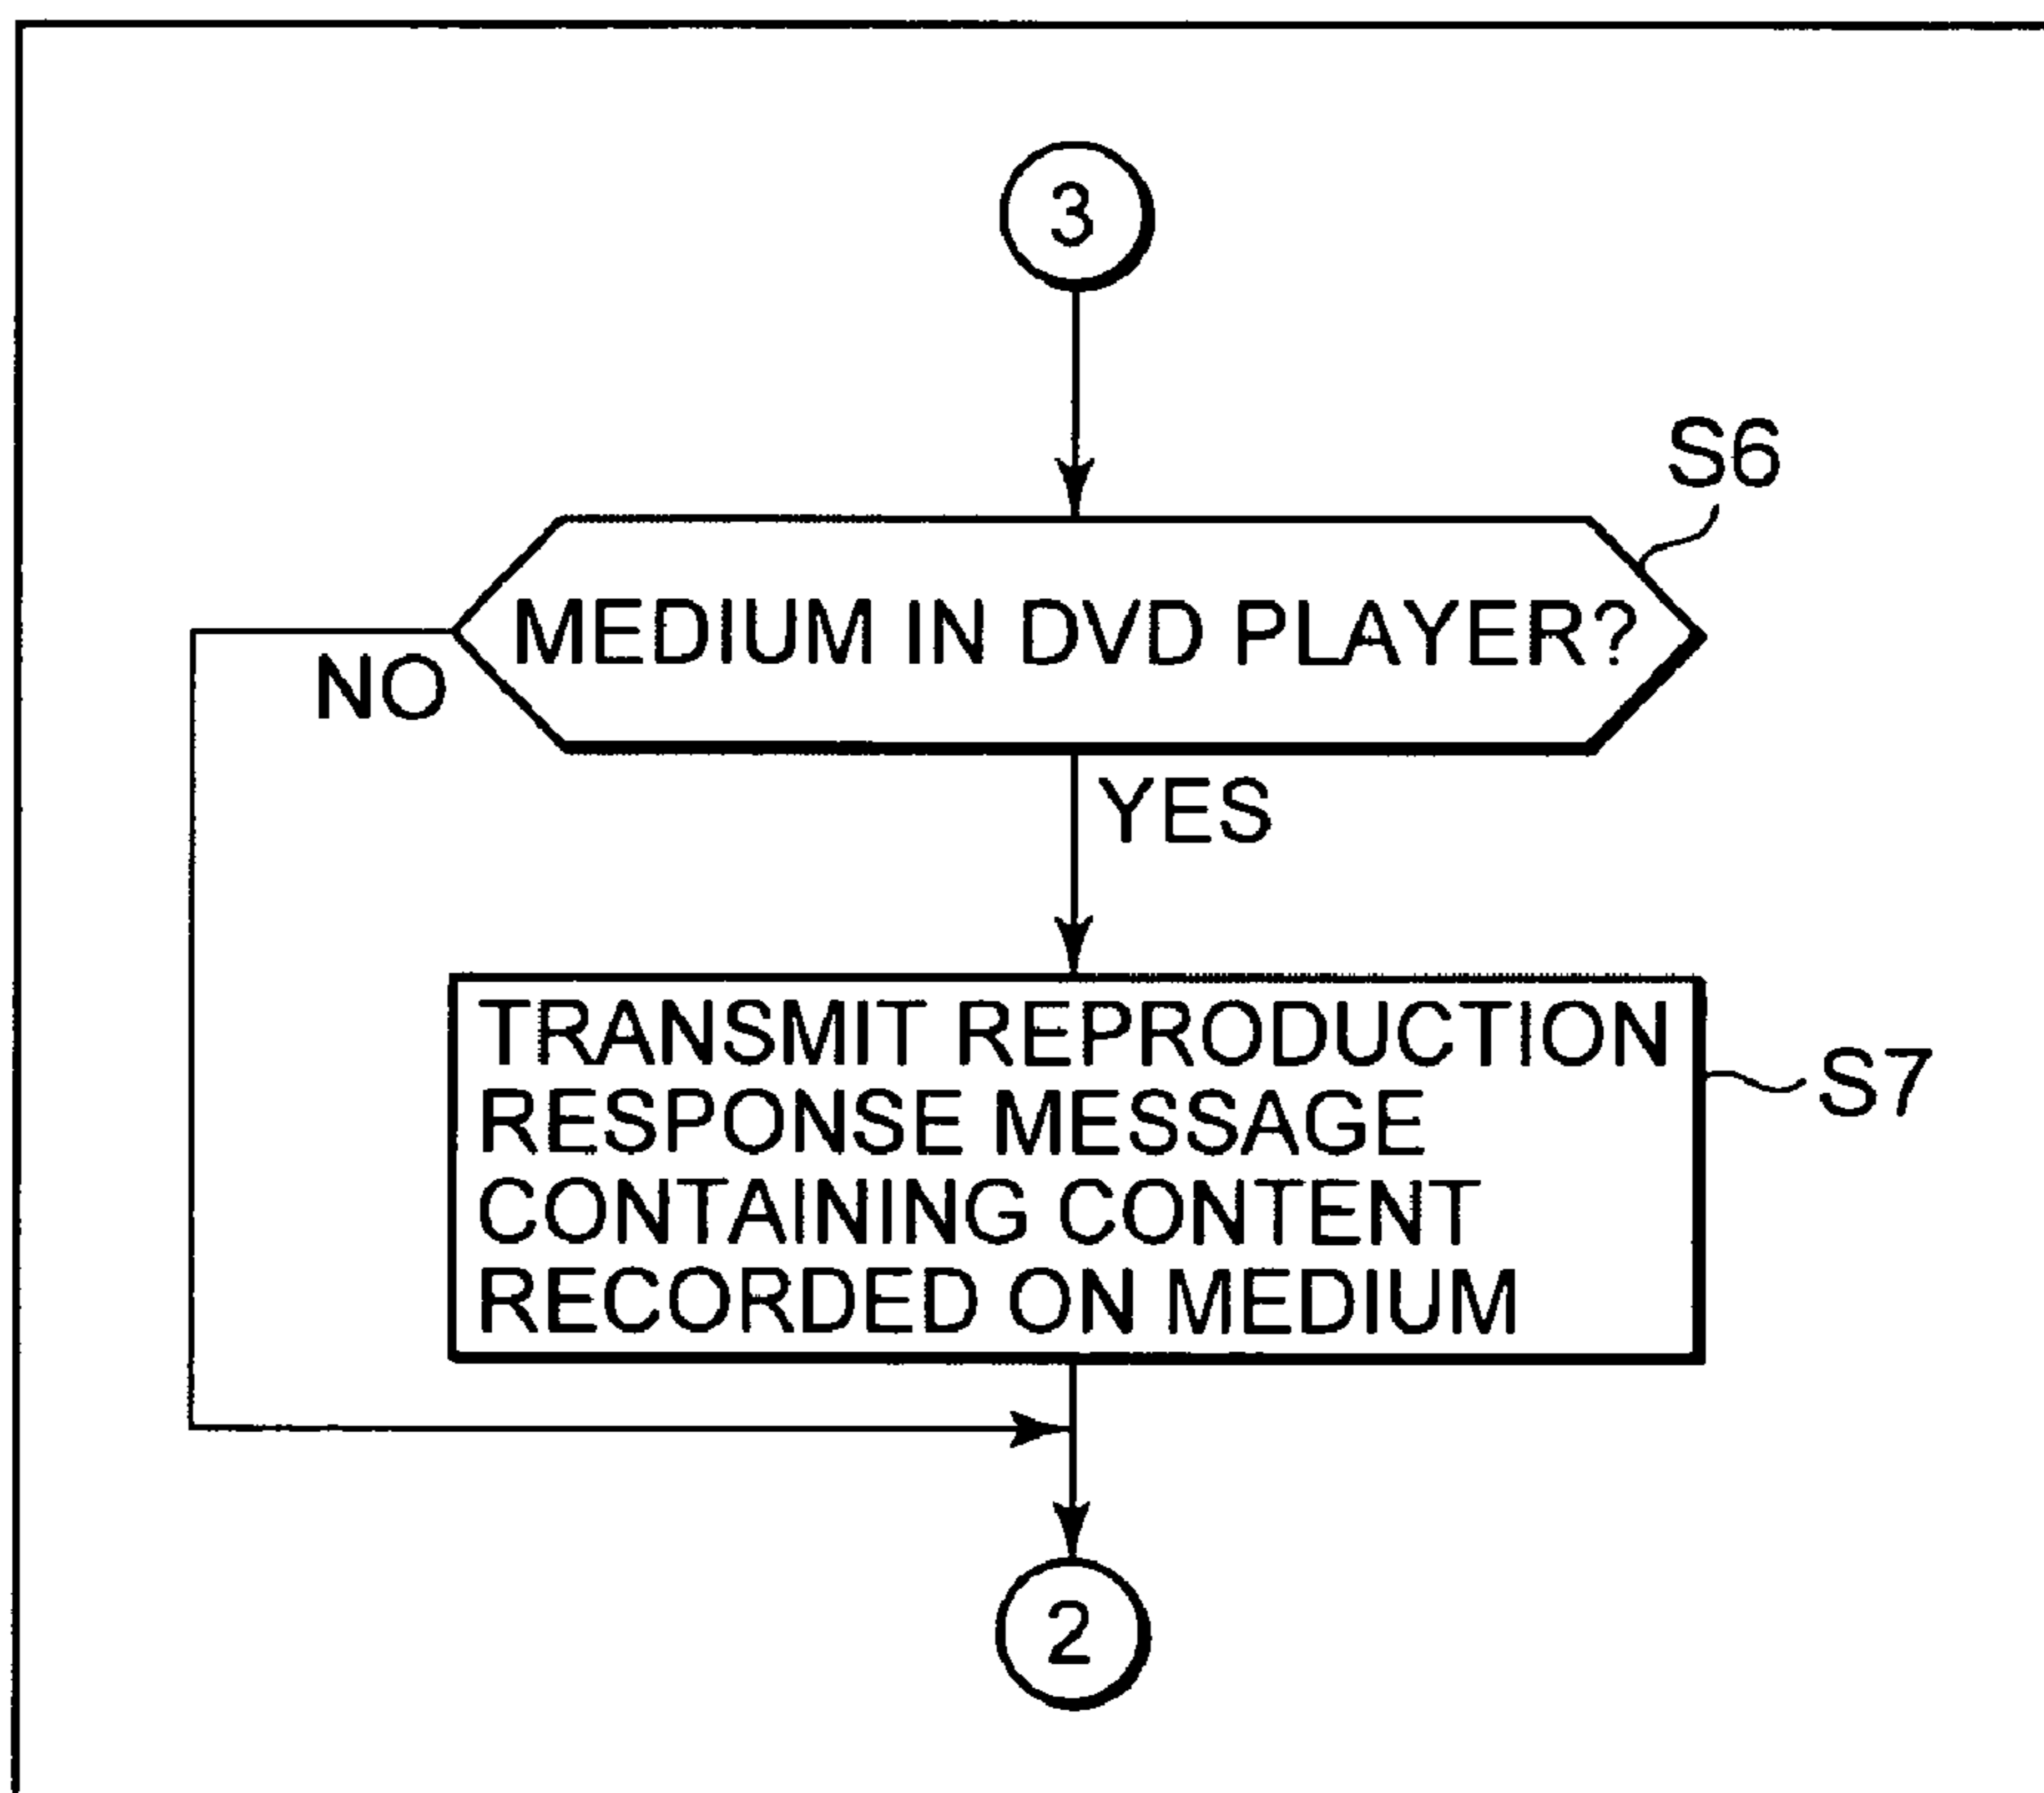 3
S6
MEDIUM IN DVD PLAYER?
NO
YES
TRANSMIT REPRODUCTION
RESPONSE MESSAGE
CONTAINING CONTENT
RECORDED ON MEDIUM
S7
2